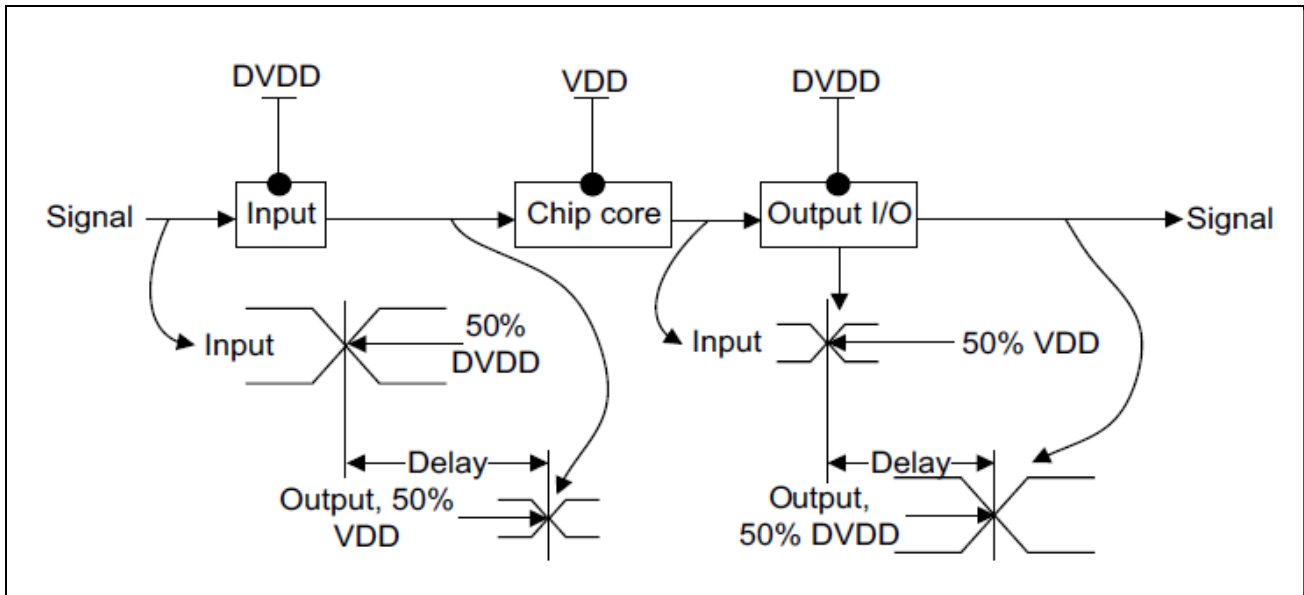 DVDD
VDD
DVDD
Signal
Input
Chip core
Output I/O
Signal
Input
50%
DVDD
Input
50% VDD
Delay
Output, 50%
VDD
Delay
Output,
50% DVDD